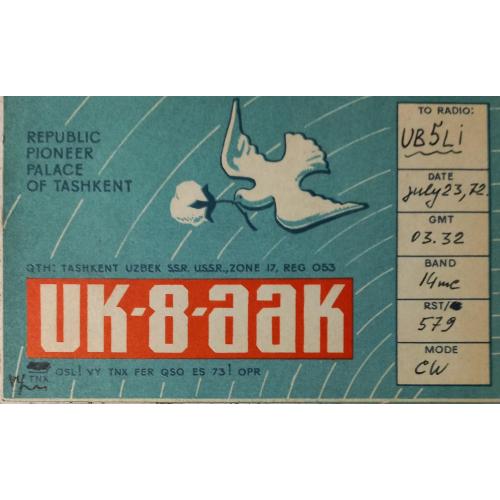 REPUBLIC
PIONEER
PALACE
OF TASHKENT
QTH: TASHKENT UZBEK S.S.R. U.S.S.R., ZONE 17, REG 053
UK-8-AAK
TNX QSL! VY TNX FER QSO ES 73! OPR
TO RADIO:
UB5Li
DATE
july 23, 72.
GMT
03.32
BAND
14mc
RST/
579
MODE
CW